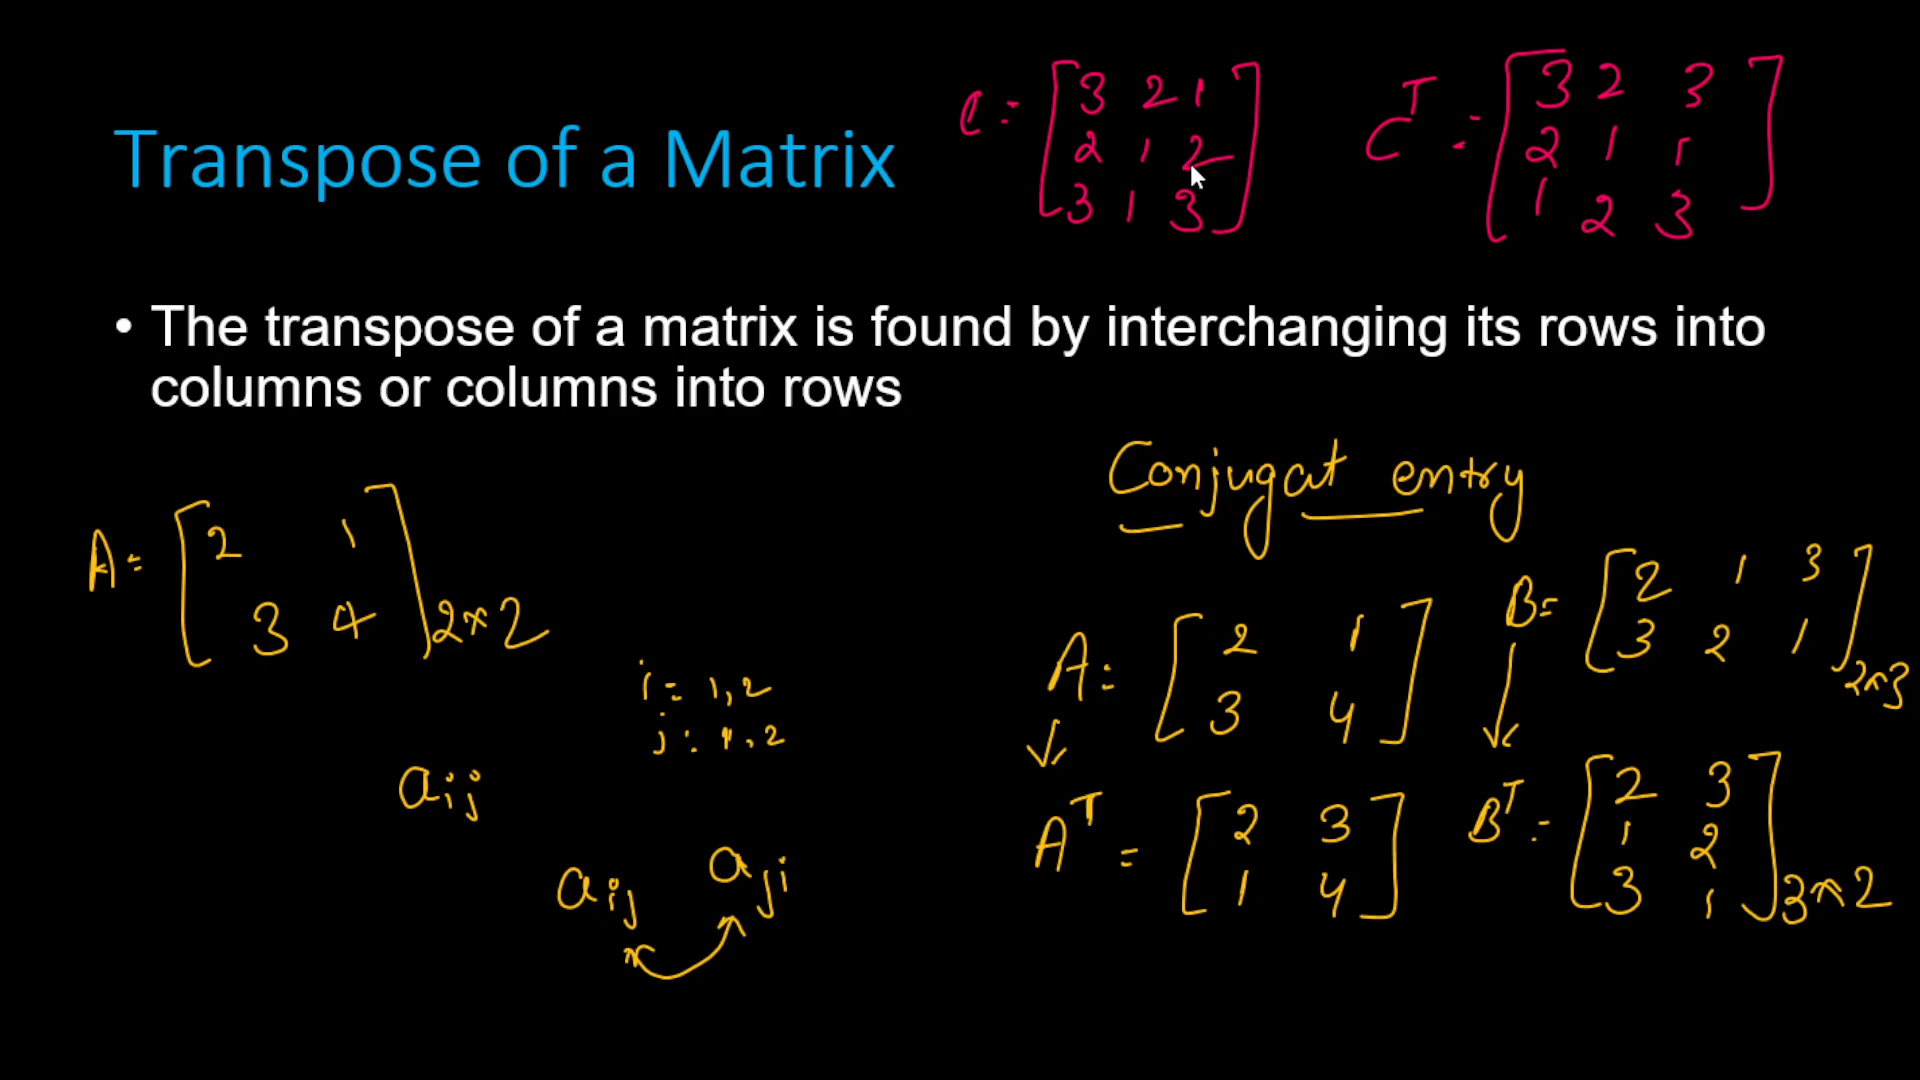 Transpose of a Matrix
C = [3 2 1
2 1 2
3 1 3]
C^T = [3 2 3
2 1 1
1 2 3]
• The transpose of a matrix is found by interchanging its rows into
columns or columns into rows
A = [2 1
3 4] 2×2
i = 1,2
j : 1,2
aij
aij aji
Conjugat entry
A = [2 1
3 4]
A^T = [2 3
1 4]
B = [2 1 3
3 2 1] 2×3
B^T = [2 3
1 2
3 1] 3×2